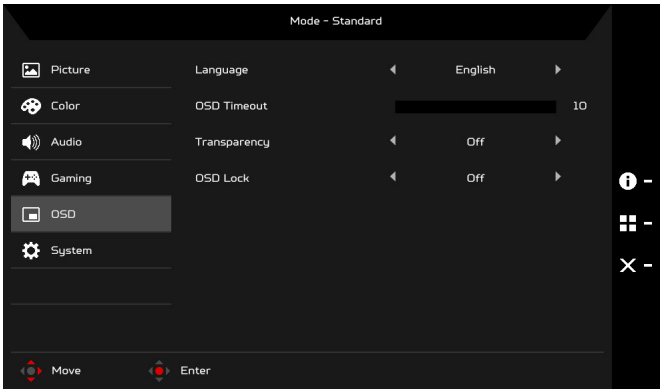 Mode - Standard
Picture
Language English
Color
OSD Timeout 10
Audio
Transparency Off
Gaming
OSD Lock Off
OSD
System
Move Enter